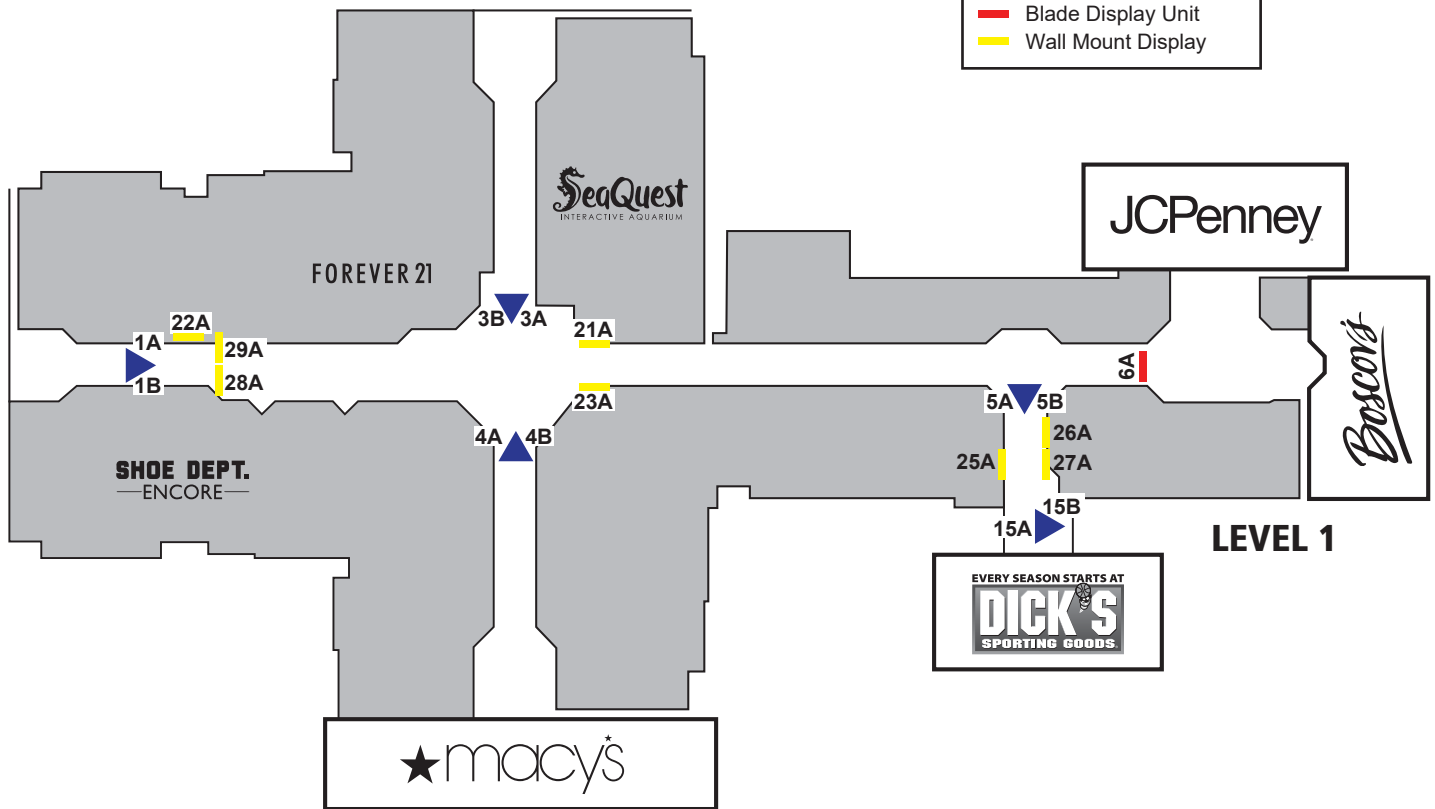 Blade Display Unit
Wall Mount Display
SeaQuest
INTERACTIVE AQUARIUM
JCPenney
FOREVER 21
3B 3A
22A
21A
1A
29A
6A
Boscov's
1B
28A
23A
5A 5B
4A 4B
26A
25A
27A
SHOE DEPT.
ENCORE
15B
15A
LEVEL 1
EVERY SEASON STARTS AT
DICK'S
SPORTING GOODS
macy's